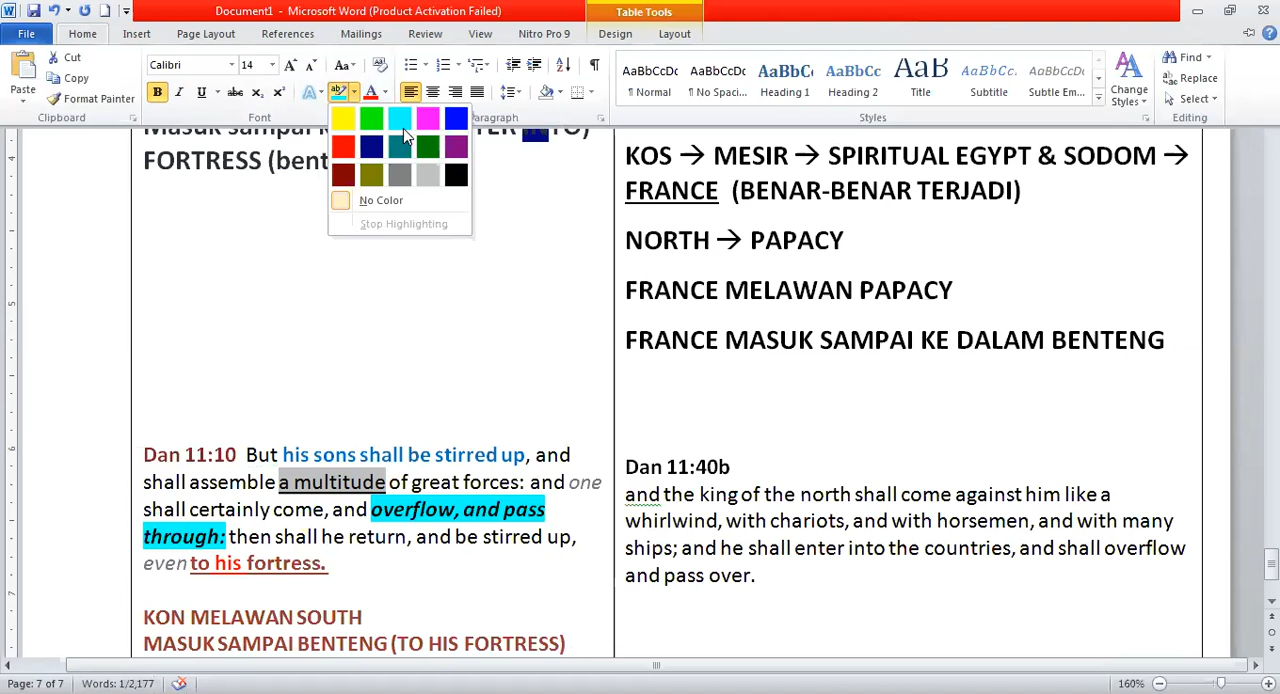 Document1 - Microsoft Word (Product Activation Failed)
Table Tools
File Home Insert Page Layout References Mailings Review View Nitro Pro 9 Design Layout
Paste
Cut
Copy
Format Painter
Clipboard
Calibri 14
B I U abc X₂ X²
Font
Paragraph
AaBbCcDc AaBbCcDc AaBbCc AaBbCc AaB AaBbCc. AaBbCcDc
¶ Normal ¶ No Spaci... Heading 1 Heading 2 Title Subtitle Subtle Em...
Change Styles
Styles
Find
Replace
Select
Editing
No Color
Stop Highlighting
Masuk sampai
FORTRESS (bent
KOS → MESIR → SPIRITUAL EGYPT & SODOM →
FRANCE (BENAR-BENAR TERJADI)
NORTH → PAPACY
FRANCE MELAWAN PAPACY
FRANCE MASUK SAMPAI KE DALAM BENTENG
Dan 11:10 But his sons shall be stirred up, and
shall assemble a multitude of great forces: and one
shall certainly come, and overflow, and pass
through: then shall he return, and be stirred up,
even to his fortress.
KON MELAWAN SOUTH
MASUK SAMPAI BENTENG (TO HIS FORTRESS)
Dan 11:40b
and the king of the north shall come against him like a
whirlwind, with chariots, and with horsemen, and with many
ships; and he shall enter into the countries, and shall overflow
and pass over.
Page: 7 of 7 Words: 1/2,177 160%